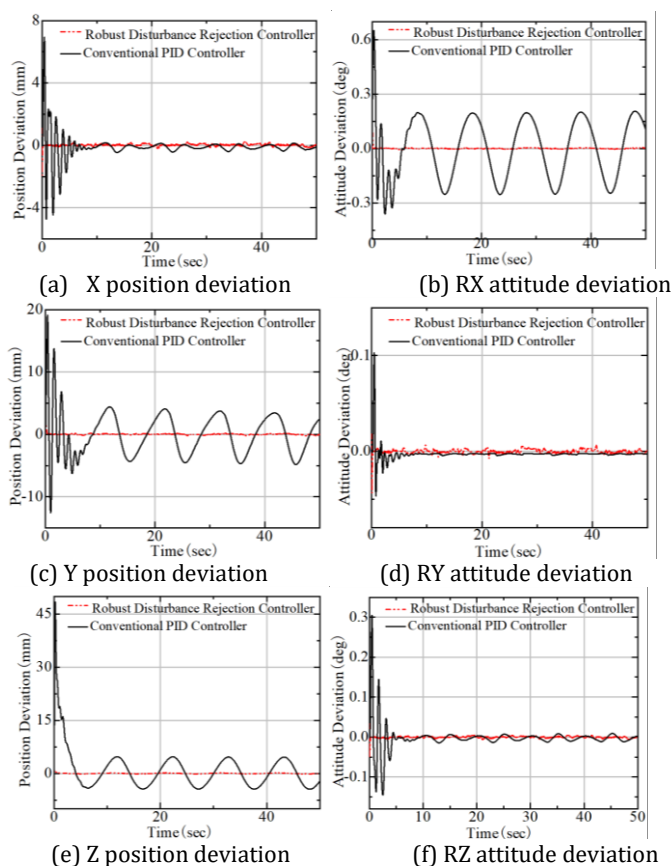 8
4
0
-4
0
20
40
Position Deviation (mm)
Time (sec)
Robust Disturbance Rejection Controller
Conventional PID Controller
(a) X position deviation
0.6
0.3
0.0
-0.3
0
20
40
Attitude Deviation (deg)
Time (sec)
Robust Disturbance Rejection Controller
Conventional PID Controller
(b) RX attitude deviation
20
10
0
-10
0
20
40
Position Deviation (mm)
Time (sec)
Robust Disturbance Rejection Controller
Conventional PID Controller
(c) Y position deviation
0.1
0.0
0
20
40
Attitude Deviation (deg)
Time (sec)
Robust Disturbance Rejection Controller
Conventional PID Controller
(d) RY attitude deviation
45
30
15
0
0
20
40
Position Deviation (mm)
Time (sec)
Robust Disturbance Rejection Controller
Conventional PID Controller
(e) Z position deviation
0.3
0.2
0.1
0.0
-0.1
0
10
20
30
40
50
Attitude Deviation (deg)
Time (sec)
Robust Disturbance Rejection Controller
Conventional PID Controller
(f) RZ attitude deviation